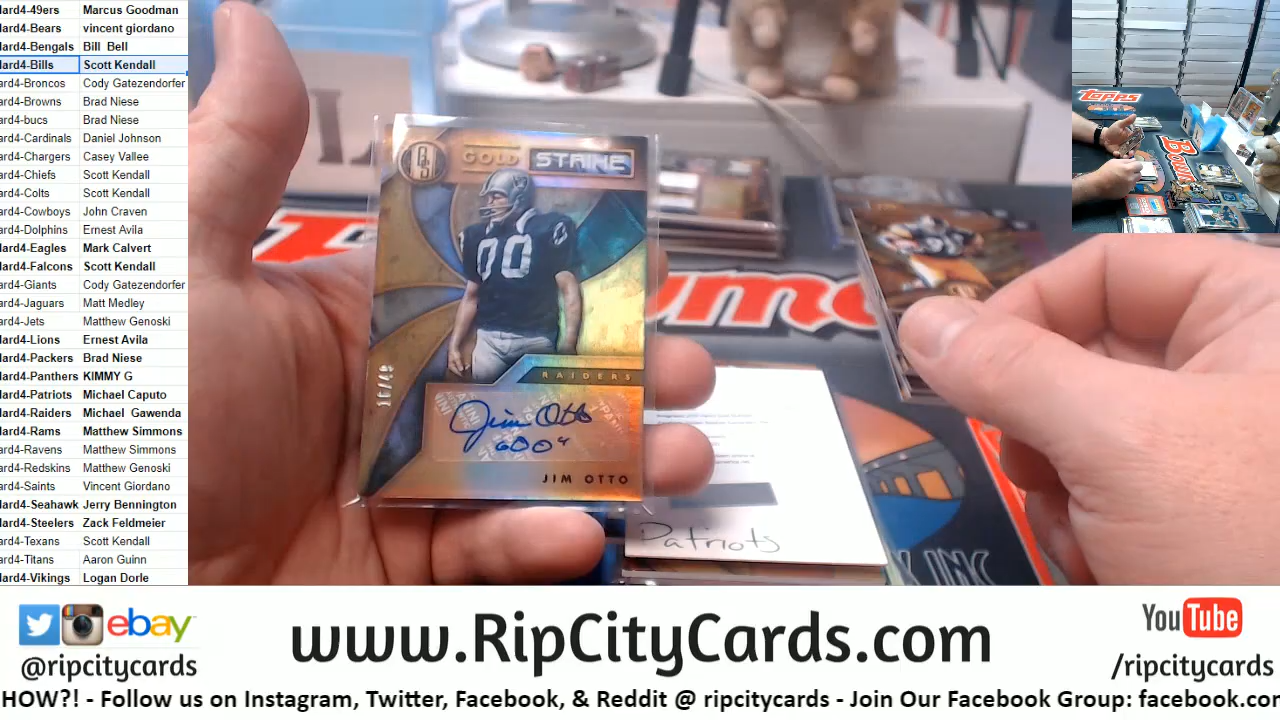 lard4-49ers Marcus Goodman
lard4-Bears vincent giordano
lard4-Bengals Bill Bell
lard4-Bills Scott Kendall
ard4-Broncos Cody Gatezendorfer
ard4-Browns Brad Niese
ard4-bucs Brad Niese
ard4-Cardinals Daniel Johnson
ard4-Chargers Casey Vallee
ard4-Chiefs Scott Kendall
ard4-Colts Scott Kendall
ard4-Cowboys John Craven
ard4-Dolphins Ernest Avila
ard4-Eagles Mark Calvert
ard4-Falcons Scott Kendall
ard4-Giants Cody Gatezendorfer
ard4-Jaguars Matt Medley
ard4-Jets Matthew Genoski
ard4-Lions Ernest Avila
ard4-Packers Brad Niese
ard4-Panthers KIMMY G
ard4-Patriots Michael Caputo
ard4-Raiders Michael Gawenda
ard4-Rams Matthew Simmons
ard4-Ravens Matthew Simmons
ard4-Redskins Matthew Genoski
ard4-Saints Vincent Giordano
ard4-Seahawk Jerry Bennington
ard4-Steelers Zack Feldmeier
ard4-Texans Scott Kendall
ard4-Titans Aaron Guinn
ard4-Vikings Logan Dorle
GS GOLD STRIKE
00
RAIDERS
Jim Otto
"00"
JIM OTTO
Patriots
INC
Topps
ebay
@ripcitycards
www.RipCityCards.com
YouTube
/ripcitycards
HOW?! - Follow us on Instagram, Twitter, Facebook, & Reddit @ ripcitycards - Join Our Facebook Group: facebook.com